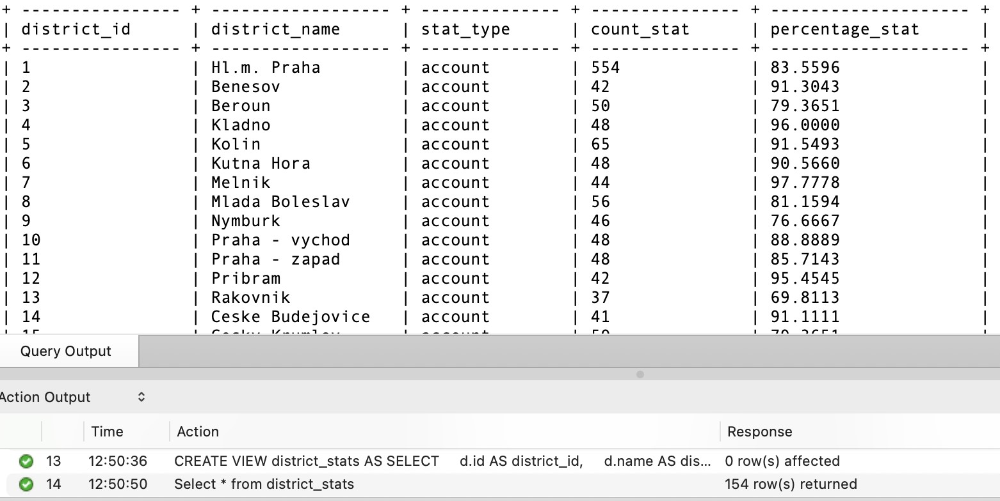 + ---------------- + ------------------ + -------------- + --------------- + -------------------- +
| district_id | district_name | stat_type | count_stat | percentage_stat |
+ ---------------- + ------------------ + -------------- + --------------- + -------------------- +
| 1 | Hl.m. Praha | account | 554 | 83.5596 |
| 2 | Benesov | account | 42 | 91.3043 |
| 3 | Beroun | account | 50 | 79.3651 |
| 4 | Kladno | account | 48 | 96.0000 |
| 5 | Kolin | account | 65 | 91.5493 |
| 6 | Kutna Hora | account | 48 | 90.5660 |
| 7 | Melnik | account | 44 | 97.7778 |
| 8 | Mlada Boleslav | account | 56 | 81.1594 |
| 9 | Nymburk | account | 46 | 76.6667 |
| 10 | Praha - vychod | account | 48 | 88.8889 |
| 11 | Praha - zapad | account | 48 | 85.7143 |
| 12 | Pribram | account | 42 | 95.4545 |
| 13 | Rakovnik | account | 37 | 69.8113 |
| 14 | Ceske Budejovice | account | 41 | 91.1111 |
Query Output
Action Output
Time Action Response
13 12:50:36 CREATE VIEW district_stats AS SELECT d.id AS district_id, d.name AS dis... 0 row(s) affected
14 12:50:50 Select * from district_stats 154 row(s) returned